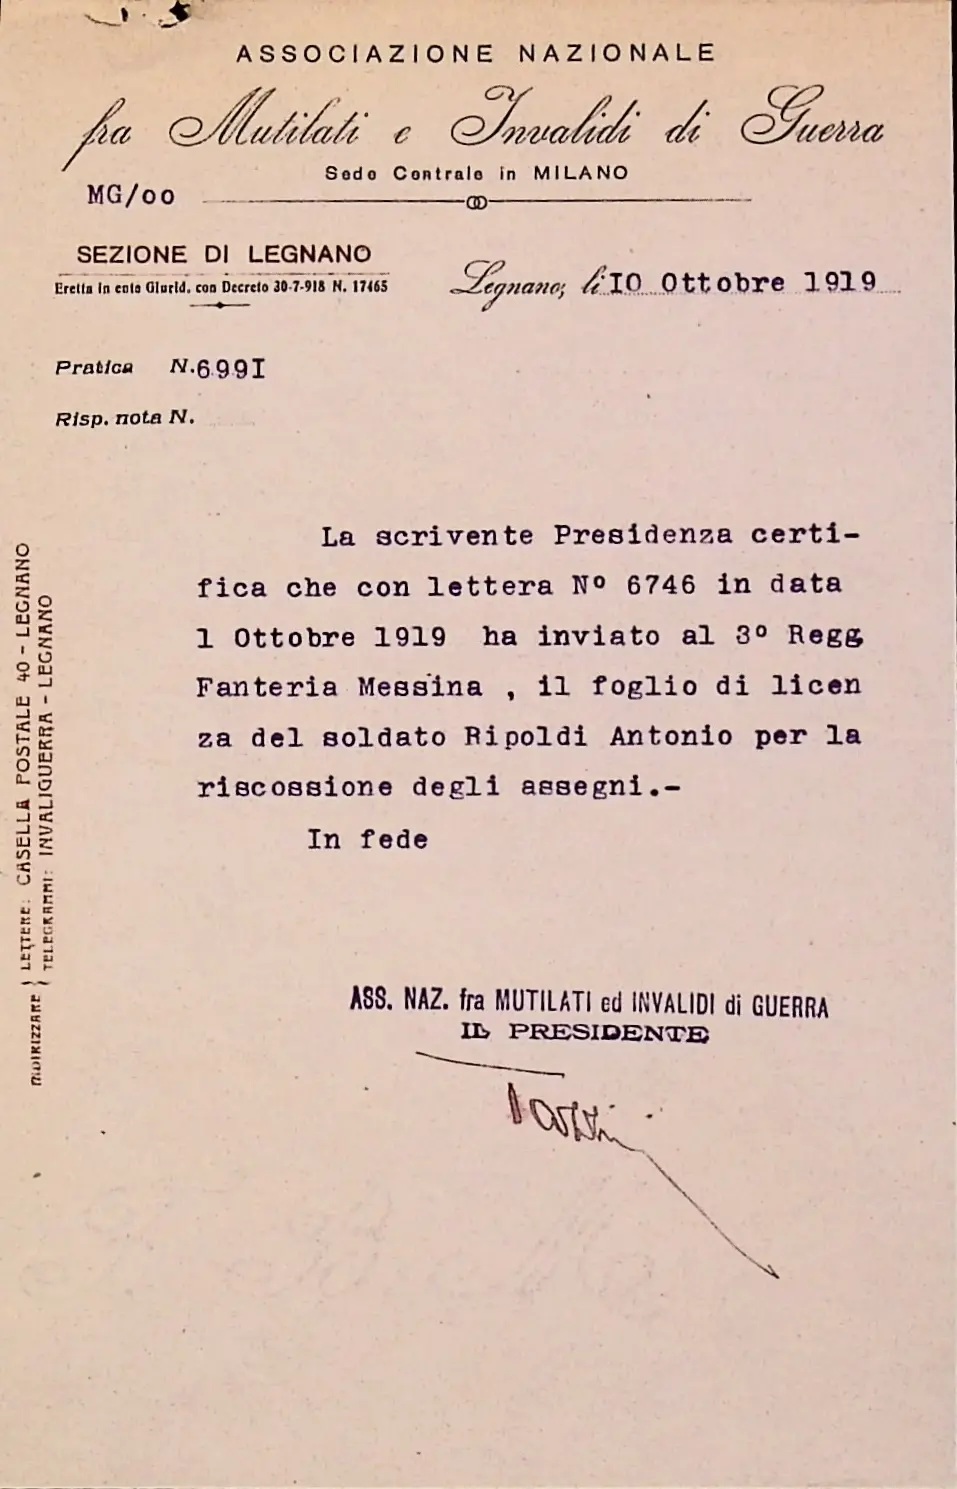 ASSOCIAZIONE NAZIONALE
fra Mutilati e Invalidi di Guerra
Sede Centrale in MILANO
MG/oo
SEZIONE DI LEGNANO
Eretta in ente Giurid. con Decreto 30-7-918 N. 17465
Legnano, li IO Ottobre 1919
Pratica N. 699I
Risp. nota N.
La scrivente Presidenza certi-
fica che con lettera Nº 6746 in data
1 Ottobre 1919 ha inviato al 3º Regg
Fanteria Messina , il foglio di licen
za del soldato Ripoldi Antonio per la
riscossione degli assegni.-
In fede
INDIRIZZARE } LETTERE: CASELLA POSTALE 40 - LEGNANO
TELEGRAMMI: INVALIGUERRA - LEGNANO
ASS. NAZ. fra MUTILATI ed INVALIDI di GUERRA
IL PRESIDENTE